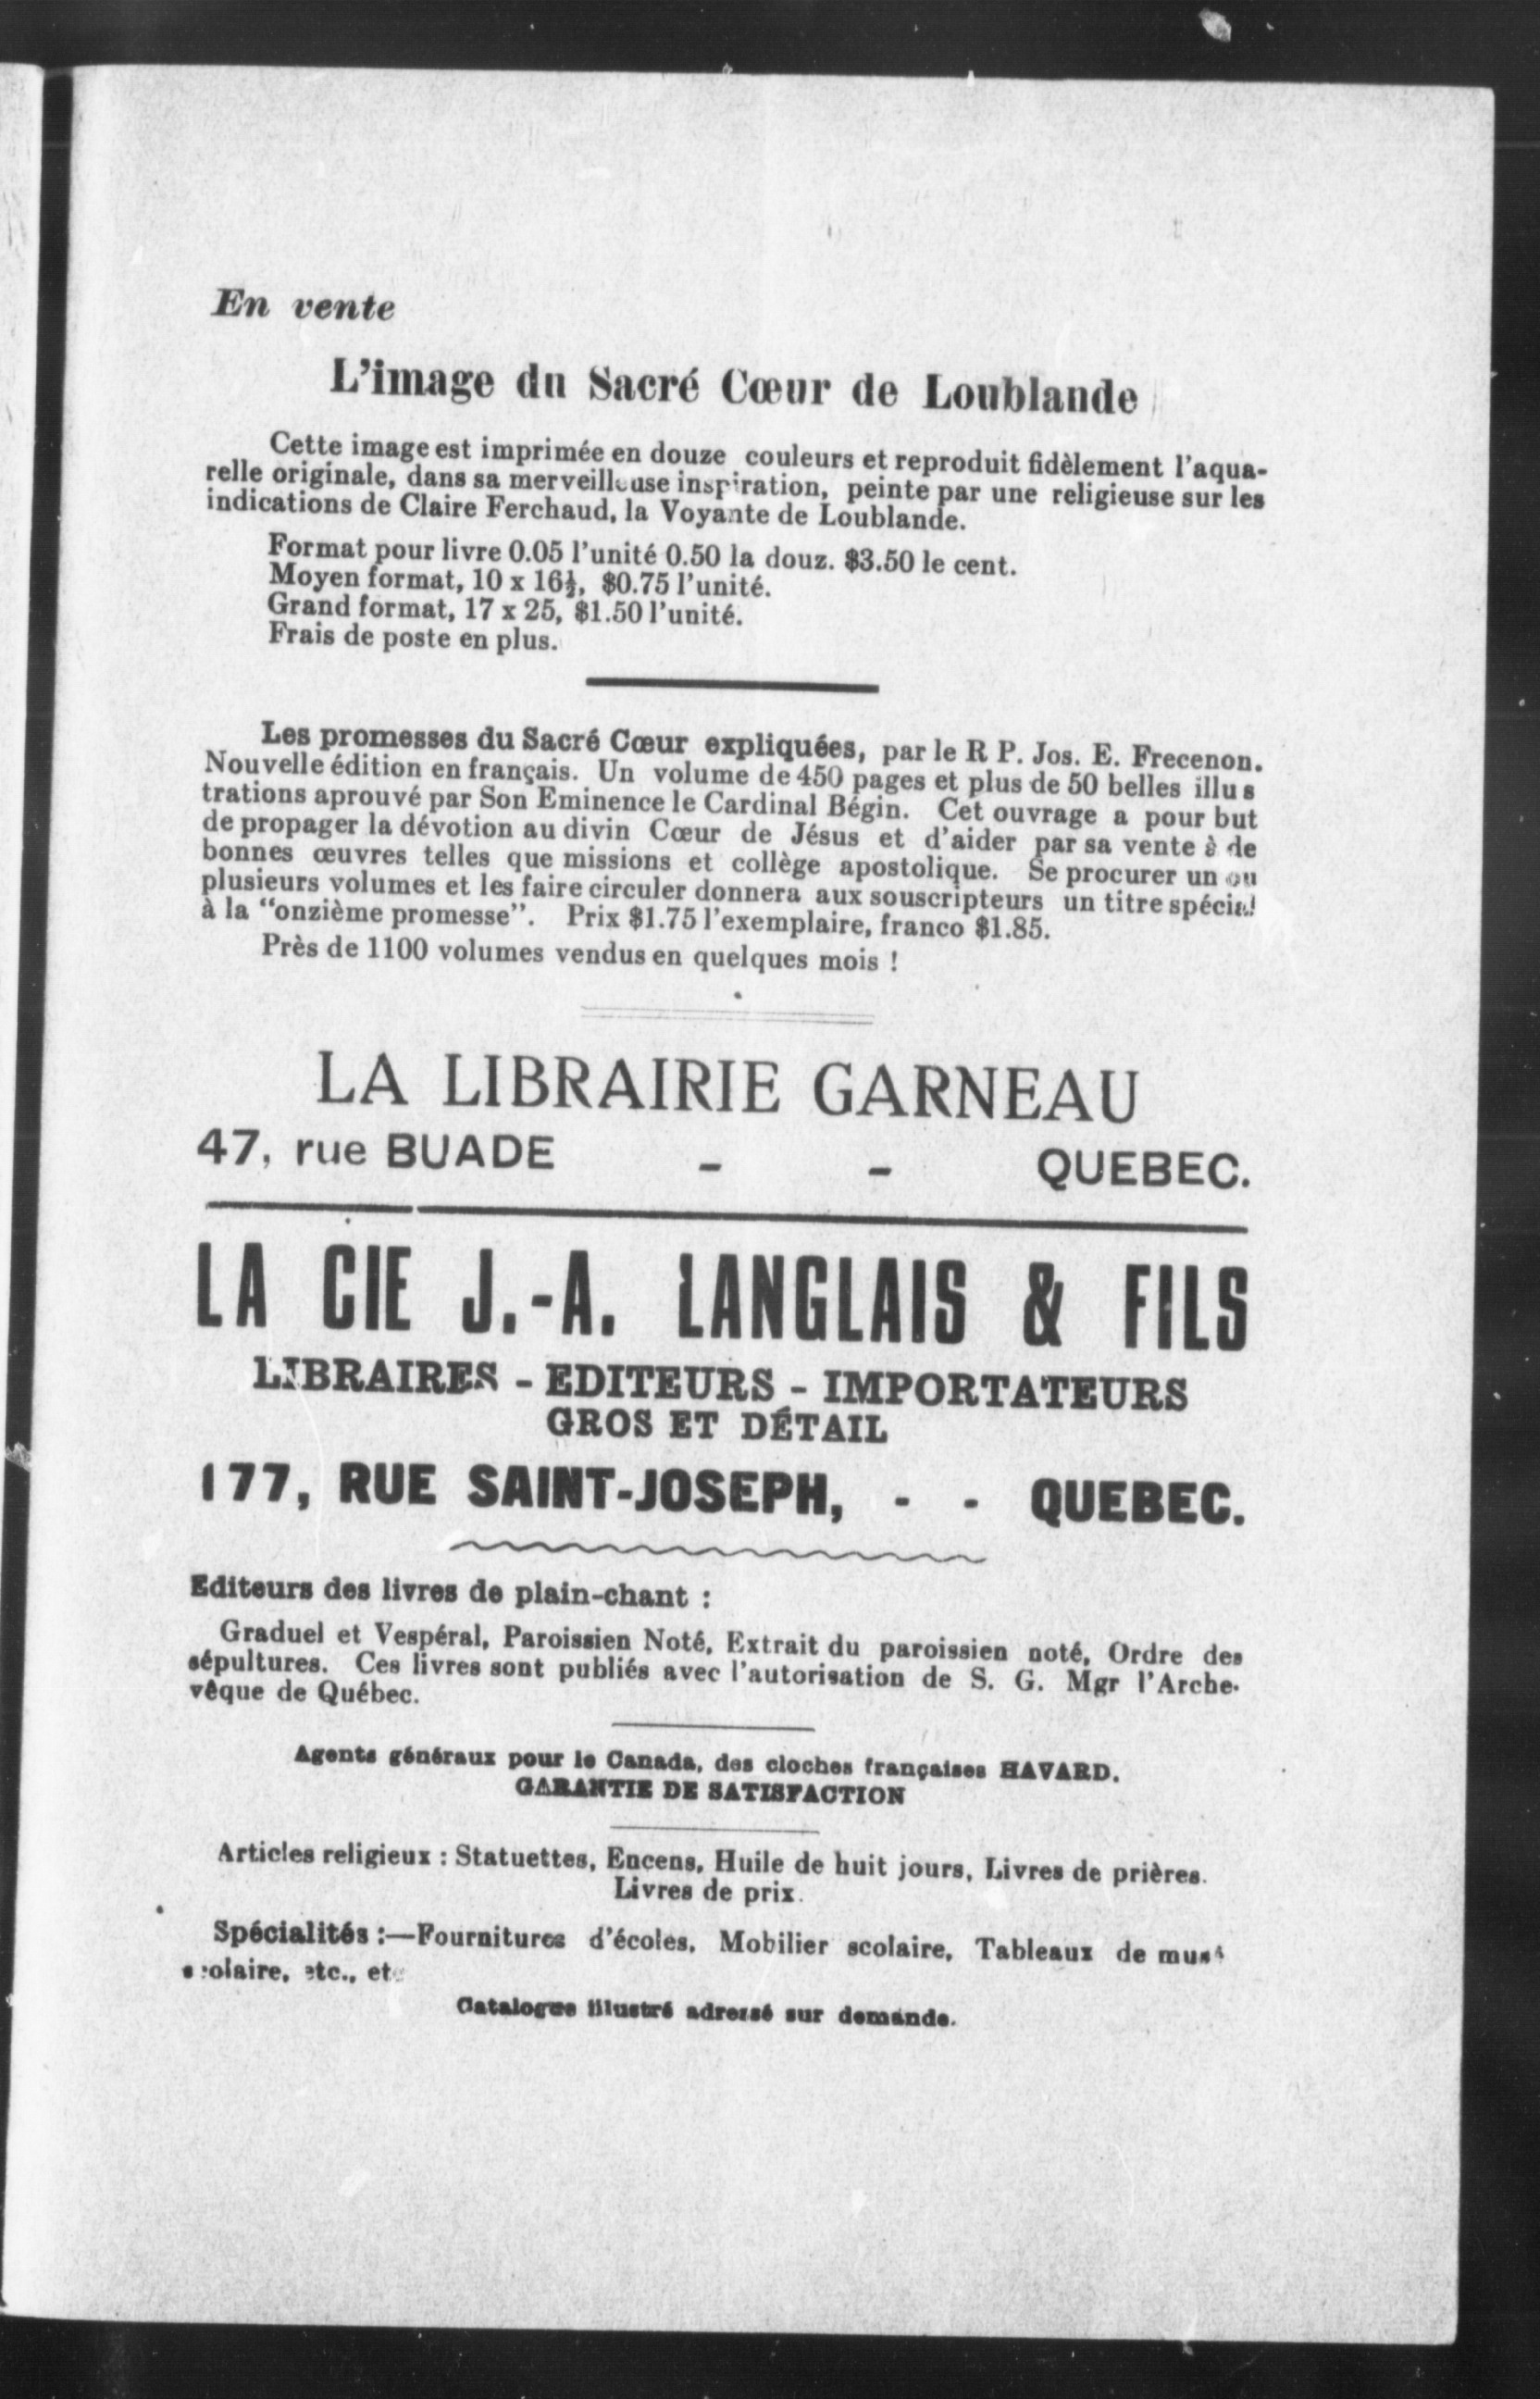 En vente
L'image du Sacré Cœur de Loublande
Cette image est imprimée en douze couleurs et reproduit fidèlement l'aqua-
relle originale, dans sa merveilleuse inspiration, peinte par une religieuse sur les
indications de Claire Ferchaud, la Voyante de Loublande.
Format pour livre 0.05 l'unité 0.50 la douz. $3.50 le cent.
Moyen format, 10 x 16½, $0.75 l'unité.
Grand format, 17 x 25, $1.50 l'unité.
Frais de poste en plus.
Les promesses du Sacré Cœur expliquées, par le R P. Jos. E. Frecenon.
Nouvelle édition en français. Un volume de 450 pages et plus de 50 belles illus
trations aprouvé par Son Eminence le Cardinal Bégin. Cet ouvrage a pour but
de propager la dévotion au divin Cœur de Jésus et d'aider par sa vente à de
bonnes œuvres telles que missions et collège apostolique. Se procurer un ou
plusieurs volumes et les faire circuler donnera aux souscripteurs un titre spécial
à la "onzième promesse". Prix $1.75 l'exemplaire, franco $1.85.
Près de 1100 volumes vendus en quelques mois !
LA LIBRAIRIE GARNEAU
47, rue BUADE - - QUEBEC.
LA CIE J.-A. LANGLAIS & FILS
LIBRAIRES - EDITEURS - IMPORTATEURS
GROS ET DÉTAIL
177, RUE SAINT-JOSEPH, - - QUEBEC.
Editeurs des livres de plain-chant :
Graduel et Vespéral, Paroissien Noté, Extrait du paroissien noté, Ordre des
sépultures. Ces livres sont publiés avec l'autorisation de S. G. Mgr l'Arche-
vêque de Québec.
Agents généraux pour le Canada, des cloches françaises HAVARD.
GARANTIE DE SATISFACTION
Articles religieux : Statuettes, Encens, Huile de huit jours, Livres de prières.
Livres de prix.
Spécialités :—Fournitures d'écoles, Mobilier scolaire, Tableaux de
scolaire, etc., etc
Catalogue illustré adressé sur demande.